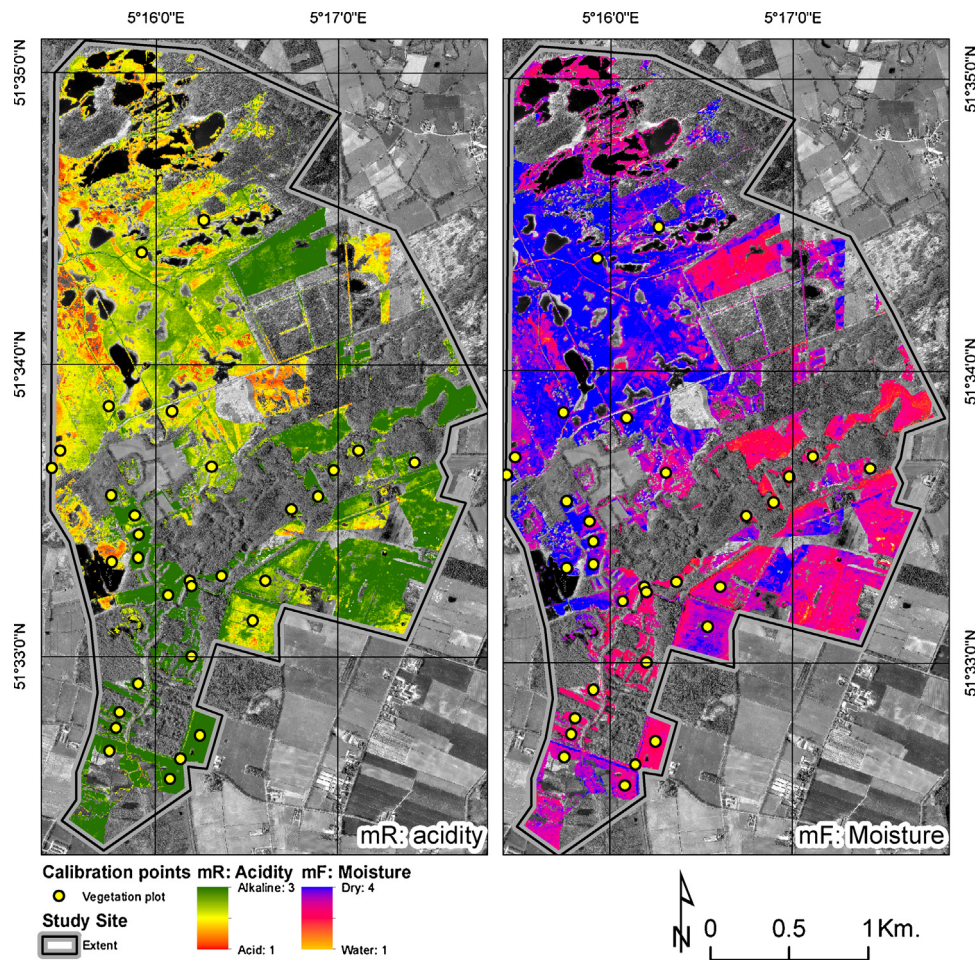 5°16'0"E 5°17'0"E 5°16'0"E 5°17'0"E
51°35'0"N 51°35'0"N
51°34'0"N 51°34'0"N
51°33'0"N 51°33'0"N
mR: acidity mF: Moisture
Calibration points mR: Acidity mF: Moisture
Vegetation plot Alkaline: 3 Dry: 4
Study Site
Extent Acid: 1 Water: 1
N 0 0.5 1 Km.